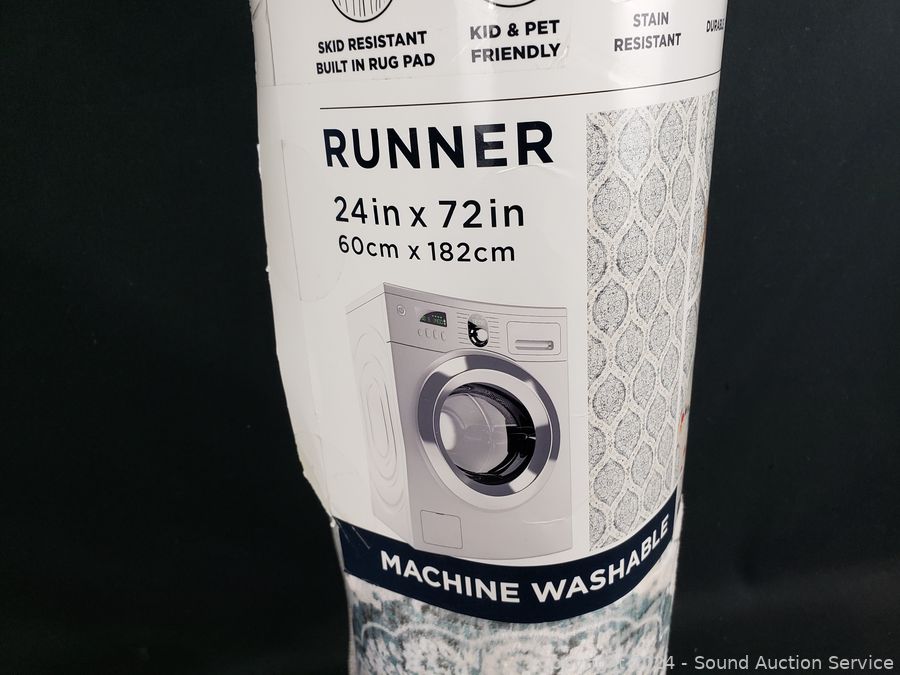 SKID RESISTANT
BUILT IN RUG PAD
KID & PET
FRIENDLY
STAIN
RESISTANT
RUNNER
24in x 72in
60cm x 182cm
MACHINE WASHABLE
24 - Sound Auction Service